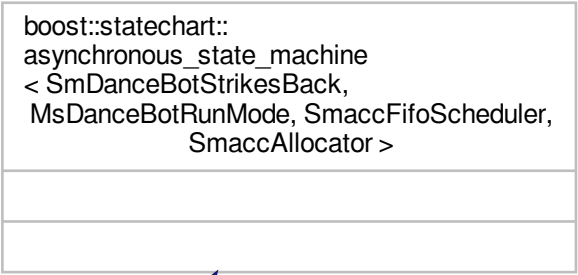 boost::statechart::
asynchronous_state_machine
< SmDanceBotStrikesBack,
MsDanceBotRunMode, SmaccFifoScheduler,
SmaccAllocator >